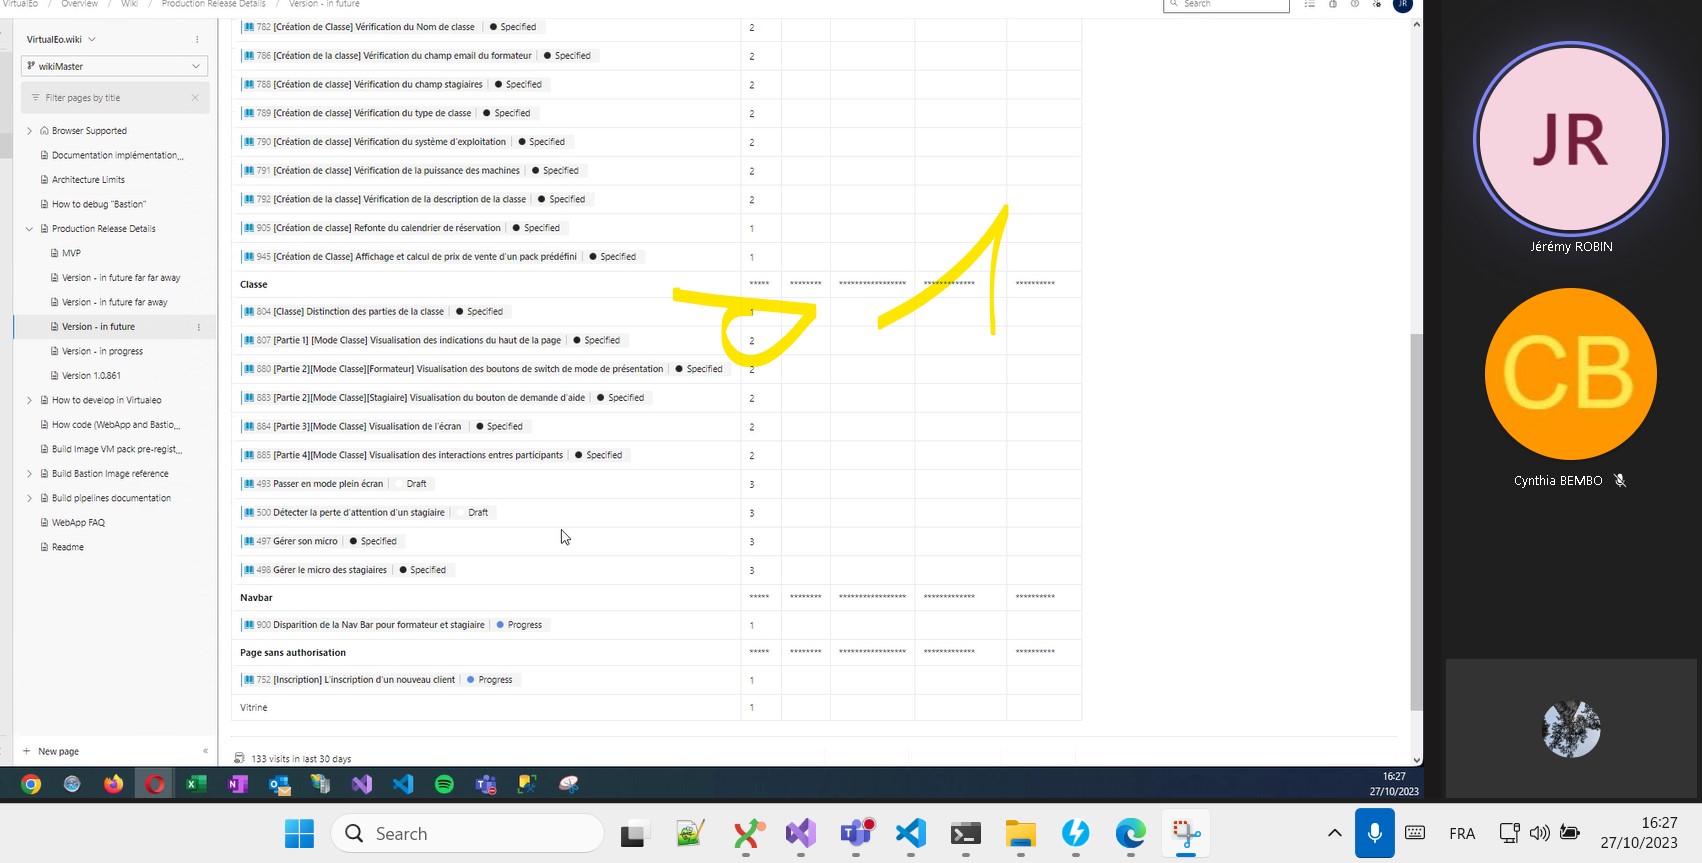 VirtualEo / Overview / Wiki / Production Release Details / Version - in future
Search
JR
VirtualEo.wiki
wikiMaster
Filter pages by title
Browser Supported
Documentation implémentation...
Architecture Limits
How to debug "Bastion"
Production Release Details
MVP
Version - in future far far away
Version - in future far away
Version - in future
Version - in progress
Version 1.0.861
How to develop in Virtualeo
How code (WebApp and Bastio...
Build Image VM pack pre-regist...
Build Bastion Image reference
Build pipelines documentation
WebApp FAQ
Readme
New page
782 [Création de Classe] Vérification du Nom de classe Specified 2
786 [Création de la classe] Vérification du champ email du formateur Specified 2
788 [Création de classe] Vérification du champ stagiaires Specified 2
789 [Création de classe] Vérification du type de classe Specified 2
790 [Création de classe] Vérification du système d'exploitation Specified 2
791 [Création de classe] Vérification de la puissance des machines Specified 2
792 [Création de la classe] Vérification de la description de la classe Specified 2
905 [Création de classe] Refonte du calendrier de réservation Specified 1
945 [Création de Classe] Affichage et calcul de prix de vente d'un pack prédéfini Specified 1
Classe ***** ******** ***************** ************* **********
804 [Classe] Distinction des parties de la classe Specified 1
807 [Partie 1] [Mode Classe] Visualisation des indications du haut de la page Specified 2
880 [Partie 2][Mode Classe][Formateur] Visualisation des boutons de switch de mode de présentation Specified 2
883 [Partie 2][Mode Classe][Stagiaire] Visualisation du bouton de demande d'aide Specified 2
884 [Partie 3][Mode Classe] Visualisation de l'écran Specified 2
885 [Partie 4][Mode Classe] Visualisation des interactions entres participants Specified 2
493 Passer en mode plein écran Draft 3
500 Détecter la perte d'attention d'un stagiaire Draft 3
497 Gérer son micro Specified 3
498 Gérer le micro des stagiaires Specified 3
Navbar ***** ******** ***************** ************* **********
900 Disparition de la Nav Bar pour formateur et stagiaire Progress 1
Page sans authorisation ***** ******** ***************** ************* **********
752 [Inscription] L'inscription d'un nouveau client Progress 1
Vitrine 1
133 visits in last 30 days
16:27
27/10/2023
JR
Jérémy ROBIN
CB
Cynthia BEMBO
Search
FRA
16:27
27/10/2023